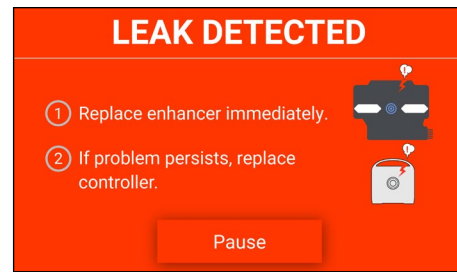 LEAK DETECTED
1 Replace enhancer immediately.
2 If problem persists, replace
controller.
Pause